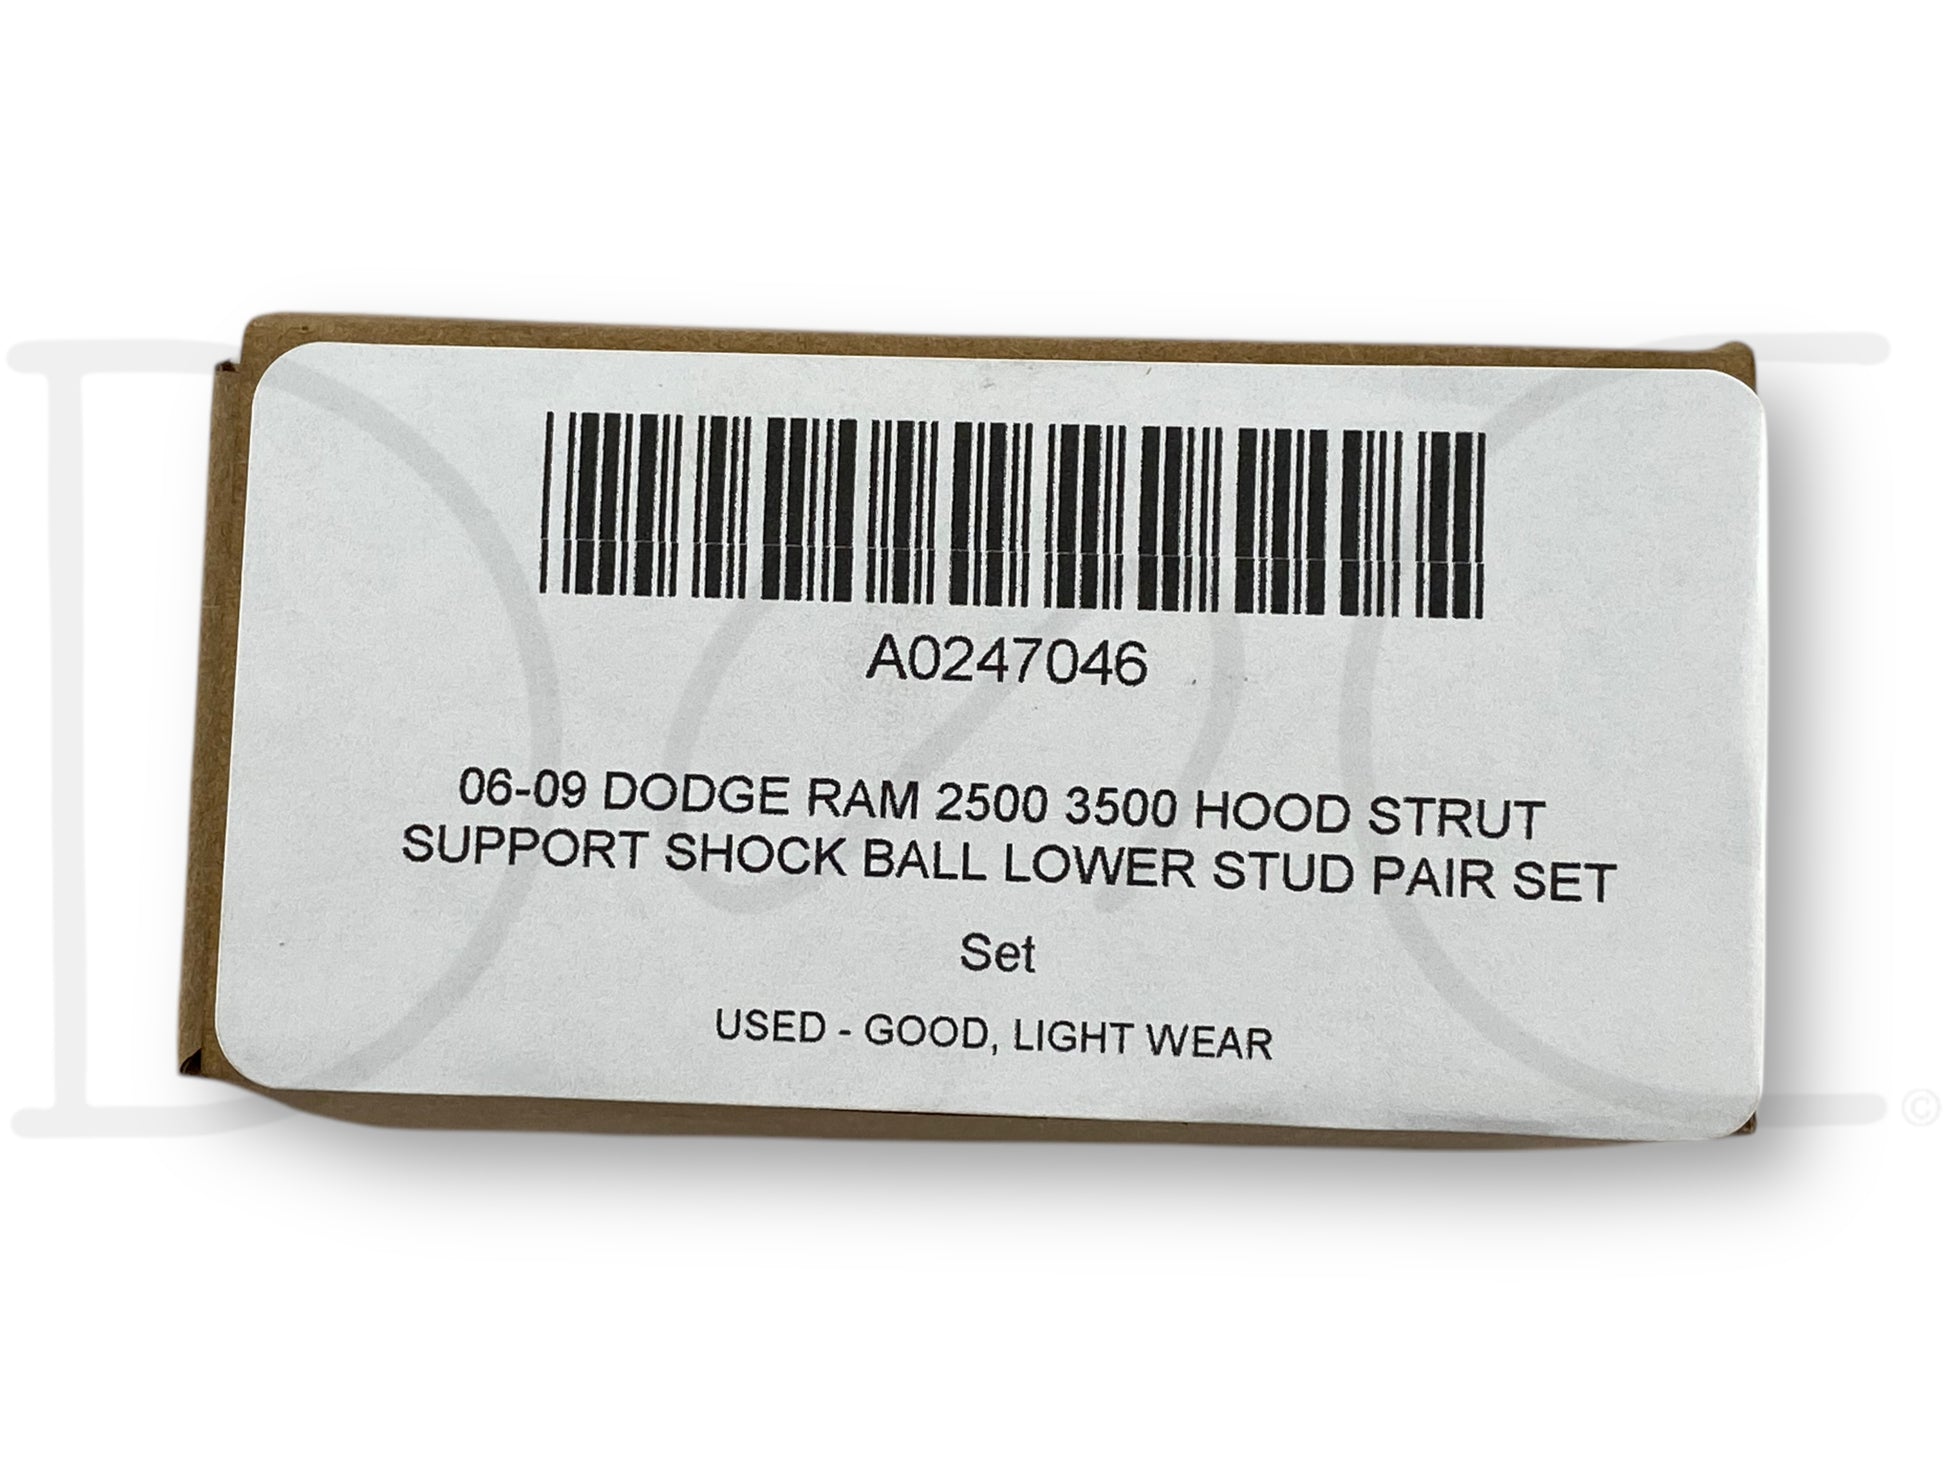 A0247046
06-09 DODGE RAM 2500 3500 HOOD STRUT
SUPPORT SHOCK BALL LOWER STUD PAIR SET
Set
USED - GOOD, LIGHT WEAR
©